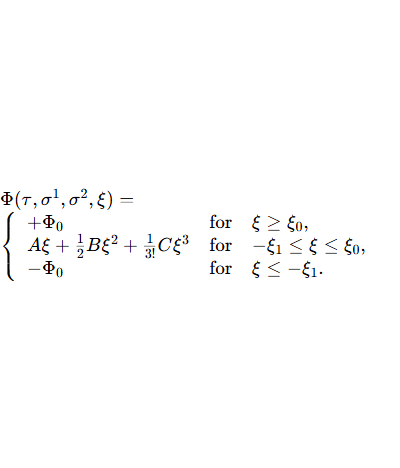 Φ(τ, σ¹, σ², ξ) =
{ +Φ₀ for ξ ≥ ξ₀,
Aξ + ½Bξ² + 1/3! Cξ³ for −ξ₁ ≤ ξ ≤ ξ₀,
−Φ₀ for ξ ≤ −ξ₁.